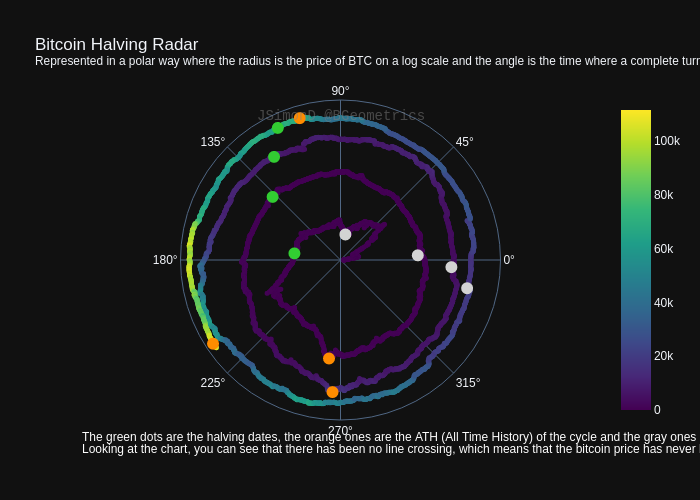 Bitcoin Halving Radar
Represented in a polar way where the radius is the price of BTC on a log scale and the angle is the time where a complete turn
90°
135°
45°
100k
80k
180°
0°
60k
40k
20k
225°
315°
0
270°
The green dots are the halving dates, the orange ones are the ATH (All Time History) of the cycle and the gray ones
Looking at the chart, you can see that there has been no line crossing, which means that the bitcoin price has never